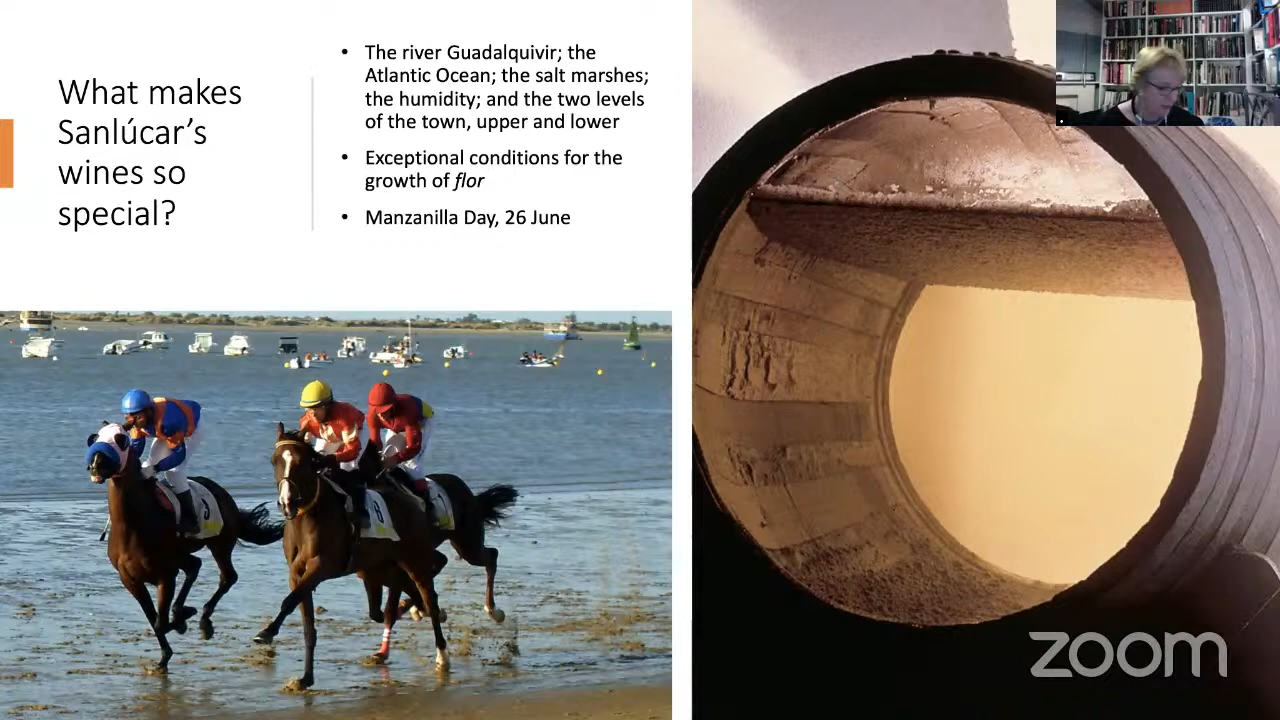 What makes
Sanlúcar’s
wines so
special?
• The river Guadalquivir; the
Atlantic Ocean; the salt marshes;
the humidity; and the two levels
of the town, upper and lower
• Exceptional conditions for the
growth of flor
• Manzanilla Day, 26 June
8
zoom